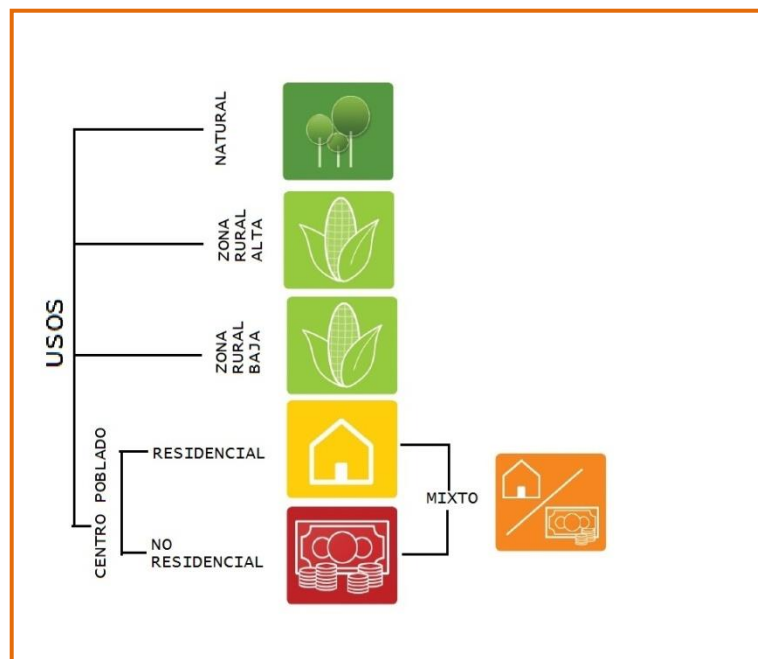 USOS
NATURAL
ZONA
RURAL
ALTA
ZONA
RURAL
BAJA
CENTRO POBLADO
RESIDENCIAL
NO
RESIDENCIAL
MIXTO